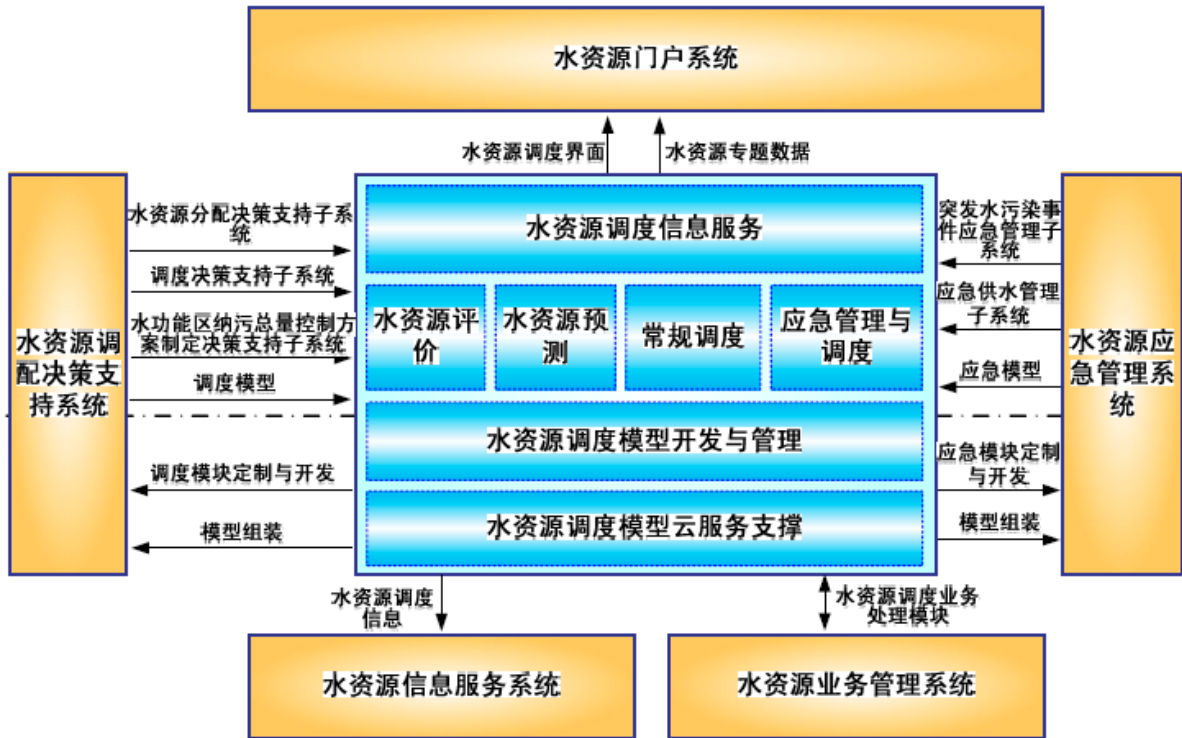 水资源门户系统
水资源调度界面
水资源专题数据
水资源调
配决策支
持系统
水资源分配决策支持子系
统
调度决策支持子系统
水功能区纳污总量控制方
案制定决策支持子系统
调度模型
调度模块定制与开发
模型组装
水资源调度信息服务
水资源评
价
水资源预
测
常规调度
应急管理与
调度
水资源调度模型开发与管理
水资源调度模型云服务支撑
突发水污染事
件应急管理子
系统
应急供水管理
子系统
应急模型
应急模块定制
与开发
模型组装
水资源应
急管理系
统
水资源调度
信息
水资源调度业务
处理模块
水资源信息服务系统
水资源业务管理系统